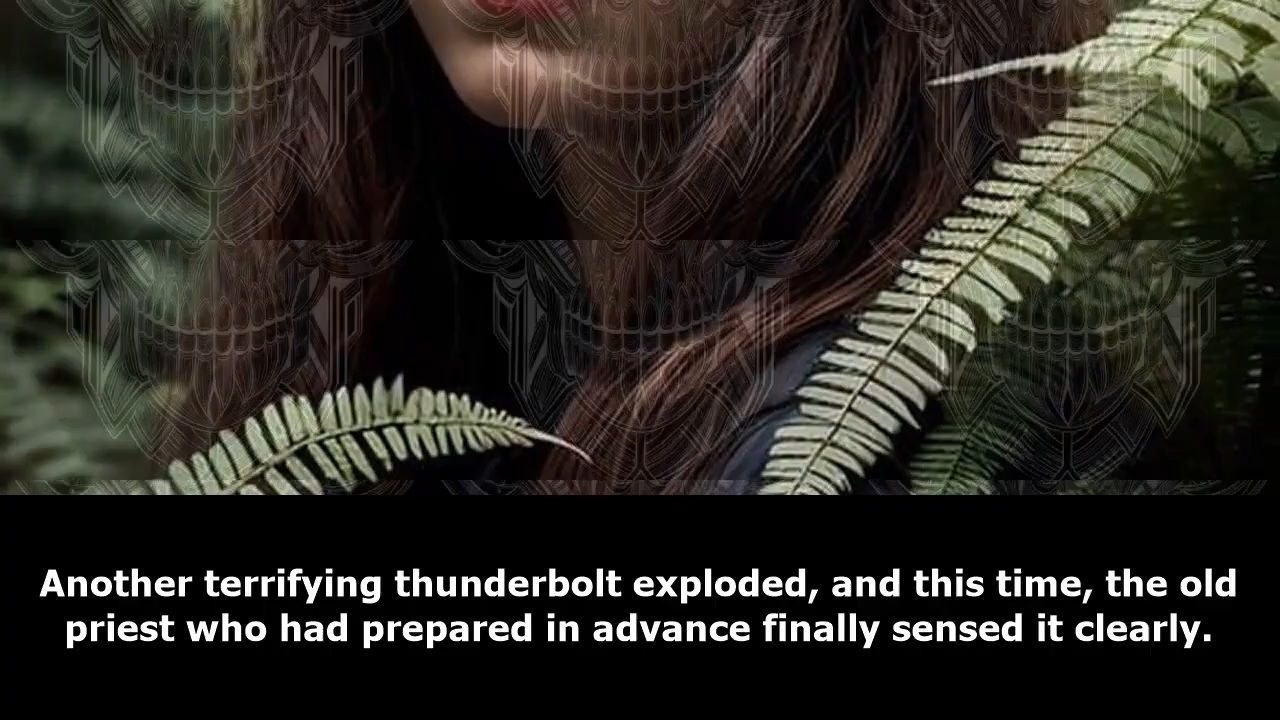 Another terrifying thunderbolt exploded, and this time, the old
priest who had prepared in advance finally sensed it clearly.